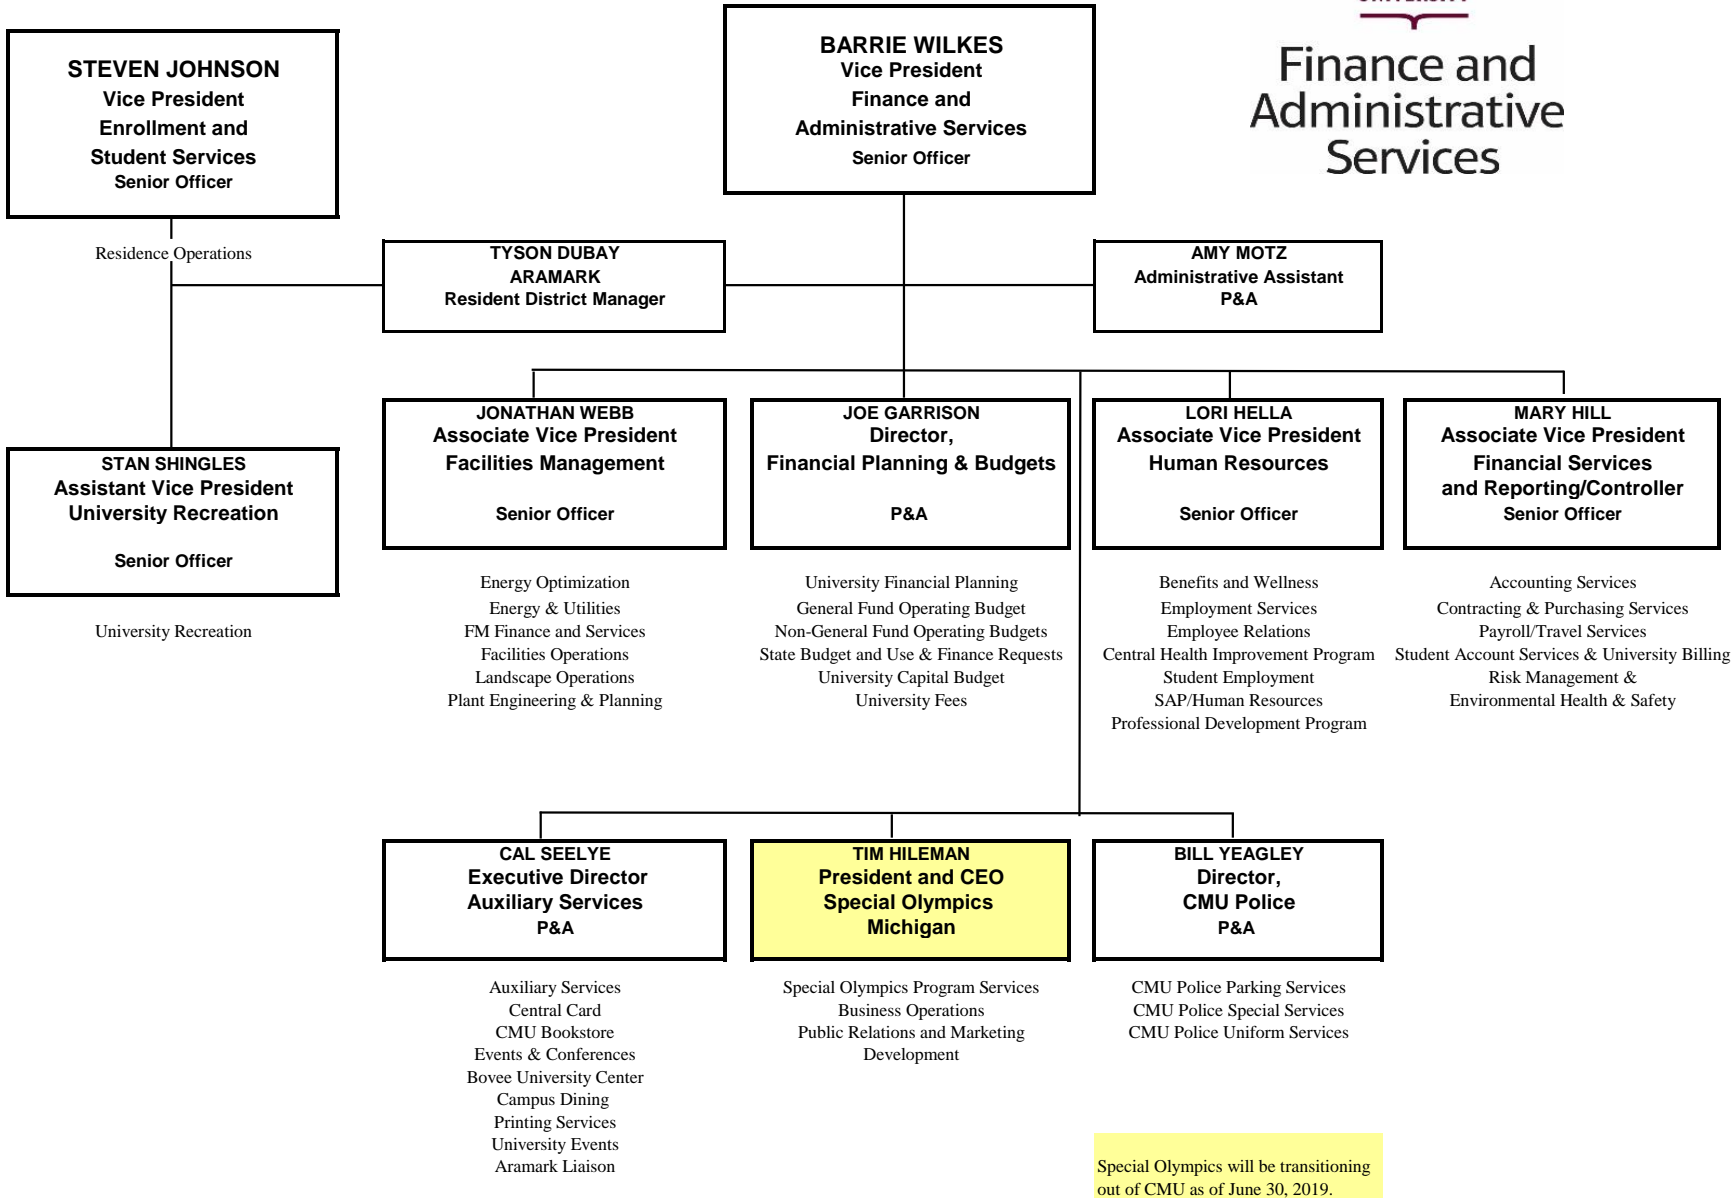 Finance and
Administrative
Services
STEVEN JOHNSON
Vice President
Enrollment and
Student Services
Senior Officer
BARRIE WILKES
Vice President
Finance and
Administrative Services
Senior Officer
Residence Operations
TYSON DUBAY
ARAMARK
Resident District Manager
AMY MOTZ
Administrative Assistant
P&A
STAN SHINGLES
Assistant Vice President
University Recreation
Senior Officer
University Recreation
JONATHAN WEBB
Associate Vice President
Facilities Management
Senior Officer
Energy Optimization
Energy & Utilities
FM Finance and Services
Facilities Operations
Landscape Operations
Plant Engineering & Planning
JOE GARRISON
Director,
Financial Planning & Budgets
P&A
University Financial Planning
General Fund Operating Budget
Non-General Fund Operating Budgets
State Budget and Use & Finance Requests
University Capital Budget
University Fees
LORI HELLA
Associate Vice President
Human Resources
Senior Officer
Benefits and Wellness
Employment Services
Employee Relations
Central Health Improvement Program
Student Employment
SAP/Human Resources
Professional Development Program
MARY HILL
Associate Vice President
Financial Services
and Reporting/Controller
Senior Officer
Accounting Services
Contracting & Purchasing Services
Payroll/Travel Services
Student Account Services & University Billing
Risk Management &
Environmental Health & Safety
CAL SEELYE
Executive Director
Auxiliary Services
P&A
Auxiliary Services
Central Card
CMU Bookstore
Events & Conferences
Bovee University Center
Campus Dining
Printing Services
University Events
Aramark Liaison
TIM HILEMAN
President and CEO
Special Olympics
Michigan
Special Olympics Program Services
Business Operations
Public Relations and Marketing
Development
BILL YEAGLEY
Director,
CMU Police
P&A
CMU Police Parking Services
CMU Police Special Services
CMU Police Uniform Services
Special Olympics will be transitioning
out of CMU as of June 30, 2019.